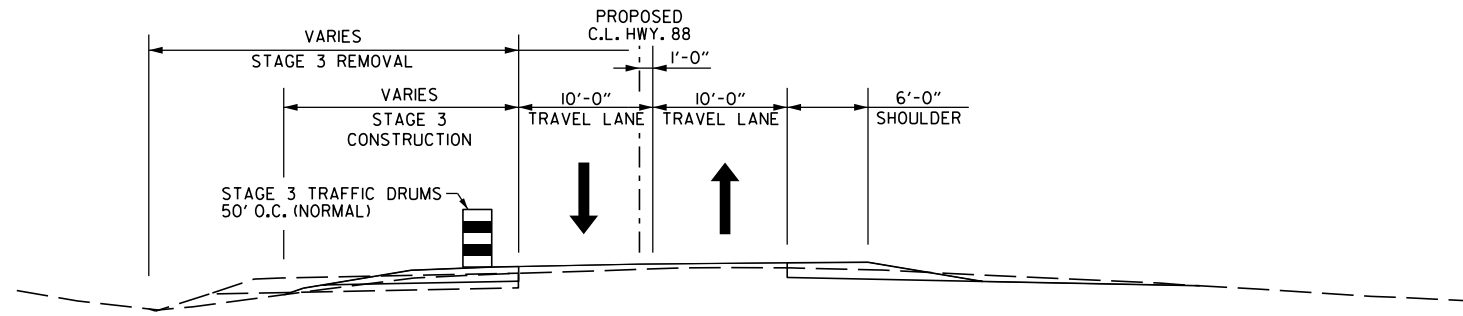 PROPOSED
C.L. HWY. 88
VARIES
STAGE 3 REMOVAL
1'-0"
VARIES
STAGE 3
CONSTRUCTION
10'-0"
TRAVEL LANE
10'-0"
TRAVEL LANE
6'-0"
SHOULDER
STAGE 3 TRAFFIC DRUMS
50' O.C. (NORMAL)